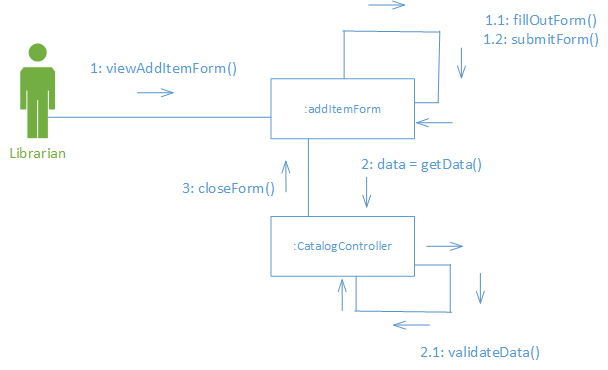 1.1: fillOutForm()
1.2: submitForm()
1: viewAddItemForm()
:addItemForm
Librarian
2: data = getData()
3: closeForm()
:CatalogController
2.1: validateData()